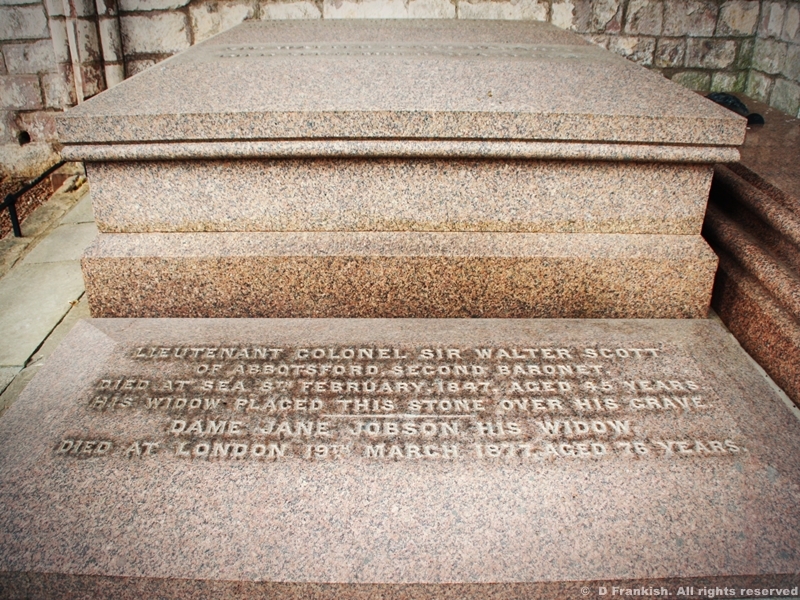 LIEUTENANT COLONEL SIR WALTER SCOTT
OF ABBOTSFORD, SECOND BARONET,
DIED AT SEA 8TH FEBRUARY, 1847, AGED 45 YEARS
HIS WIDOW PLACED THIS STONE OVER HIS GRAVE.
DAME JANE JOBSON HIS WIDOW,
DIED AT LONDON 19TH MARCH 1877, AGED 76 YEARS.
© D Frankish. All rights reserved